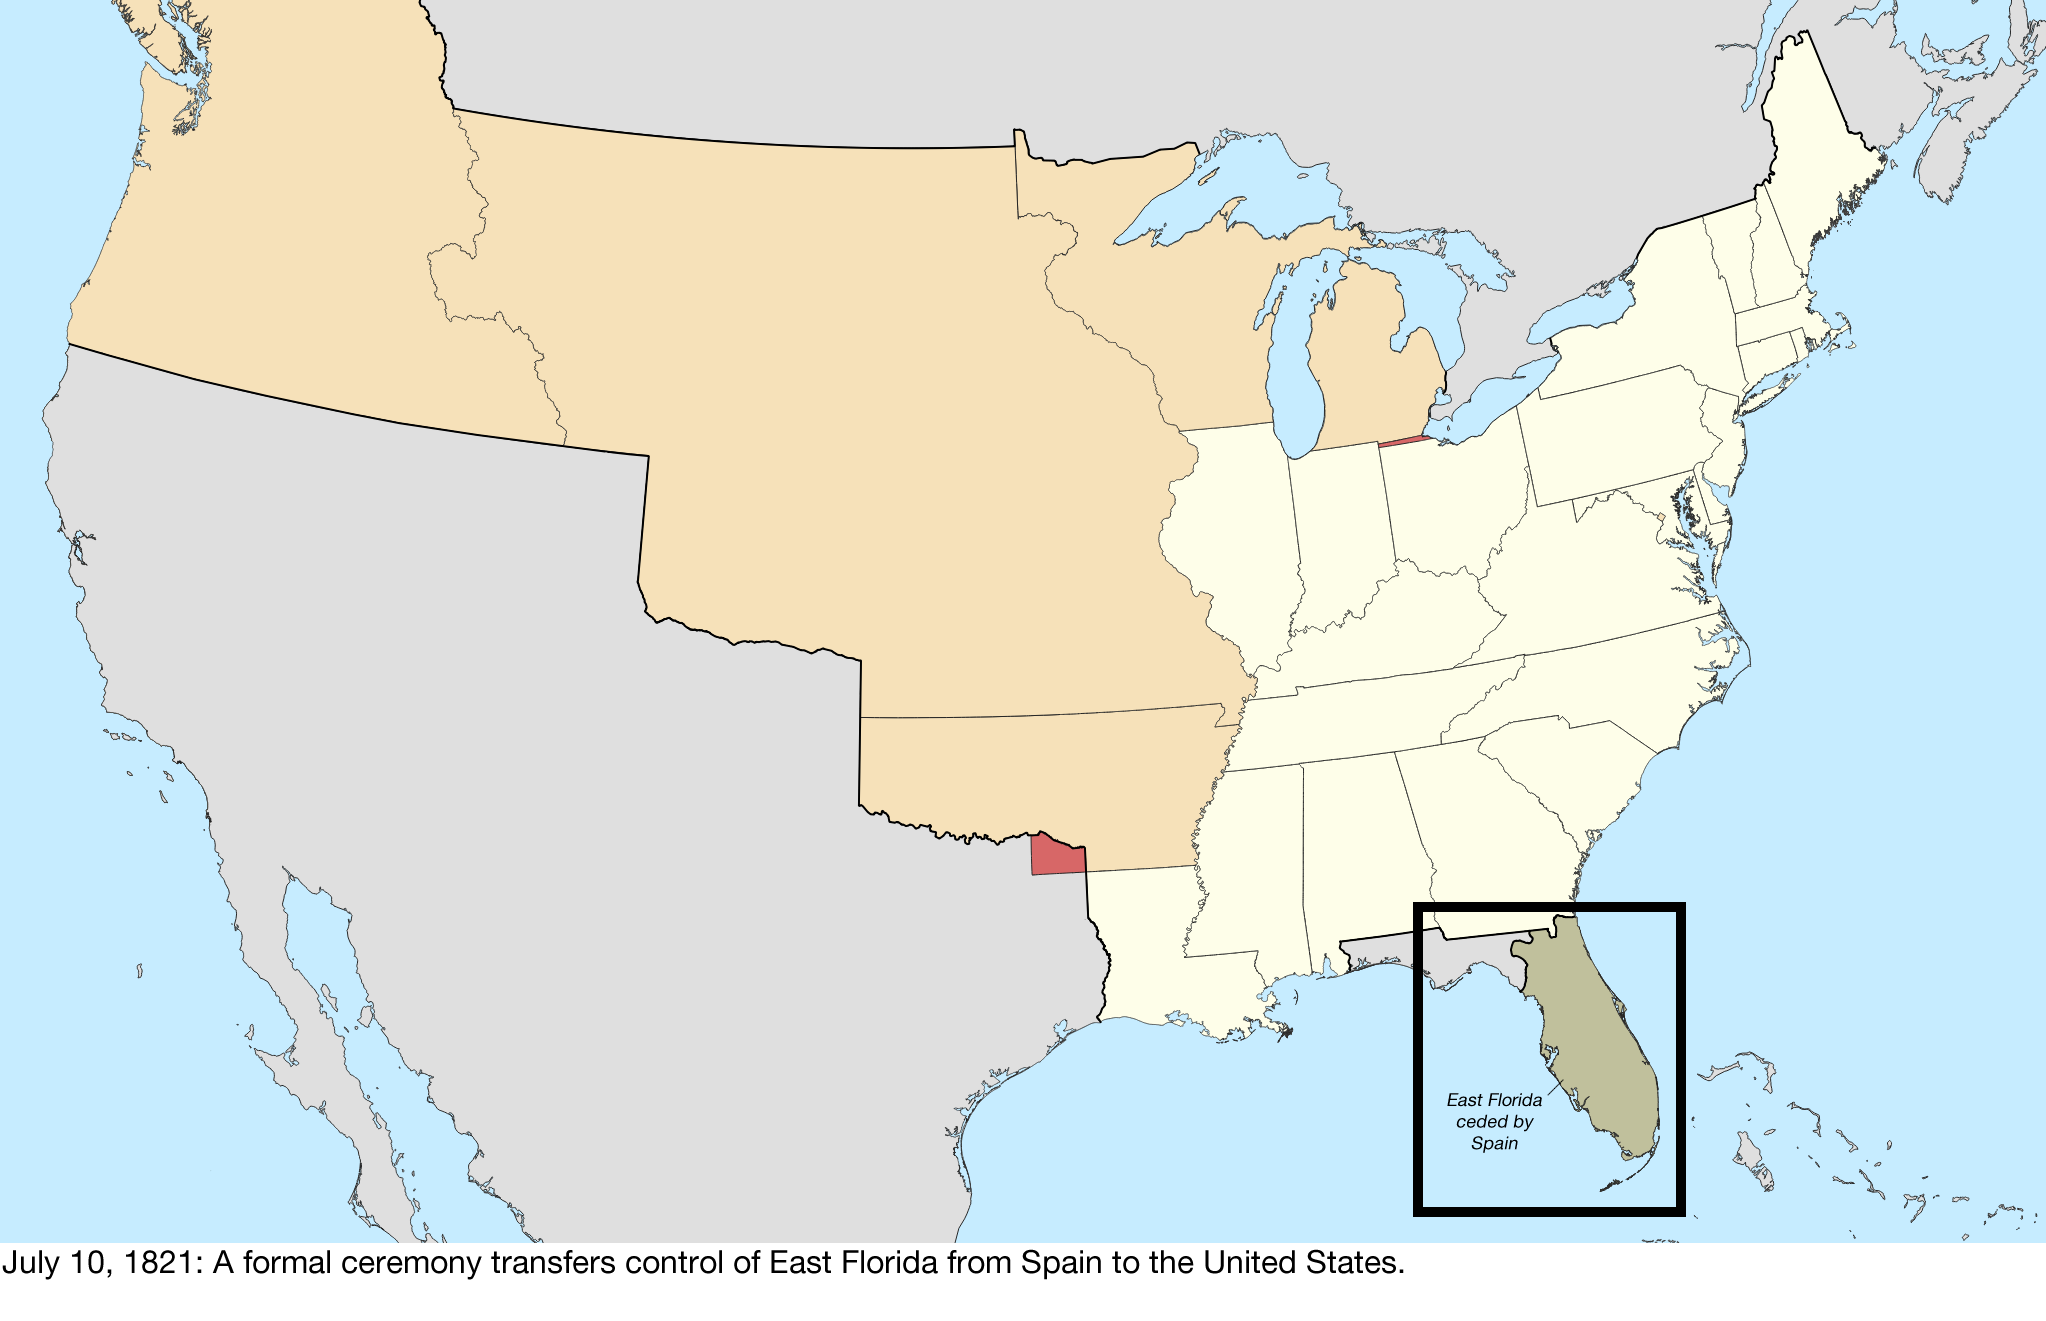 East Florida
ceded by
Spain
July 10, 1821: A formal ceremony transfers control of East Florida from Spain to the United States.